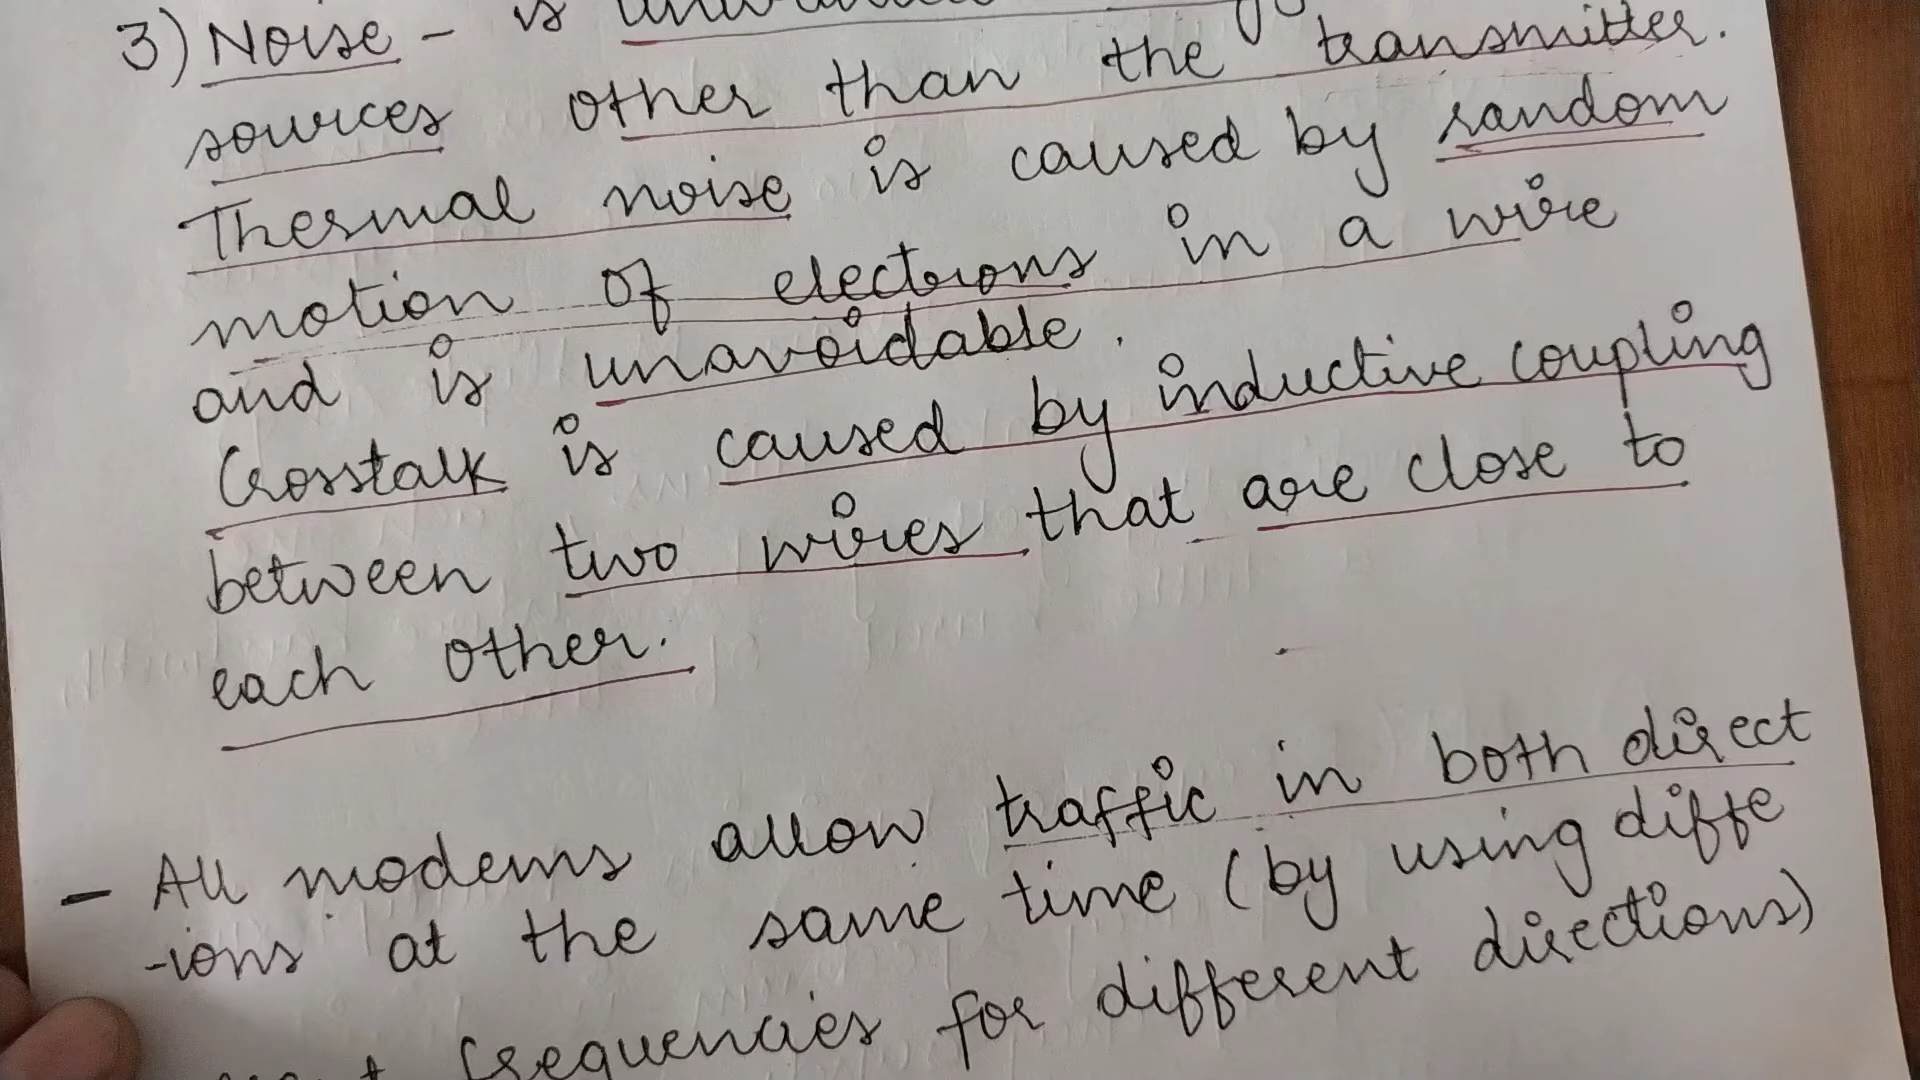 3) Noise - is
sources other than the transmitter.
Thermal noise is caused by random
motion of electrons in a wire
and is unavoidable.
Crosstalk is caused by inductive coupling
between two wires that are close to
each other.
- All modems allow traffic in both direct
-ions at the same time (by using diffe
frequencies for different directions)